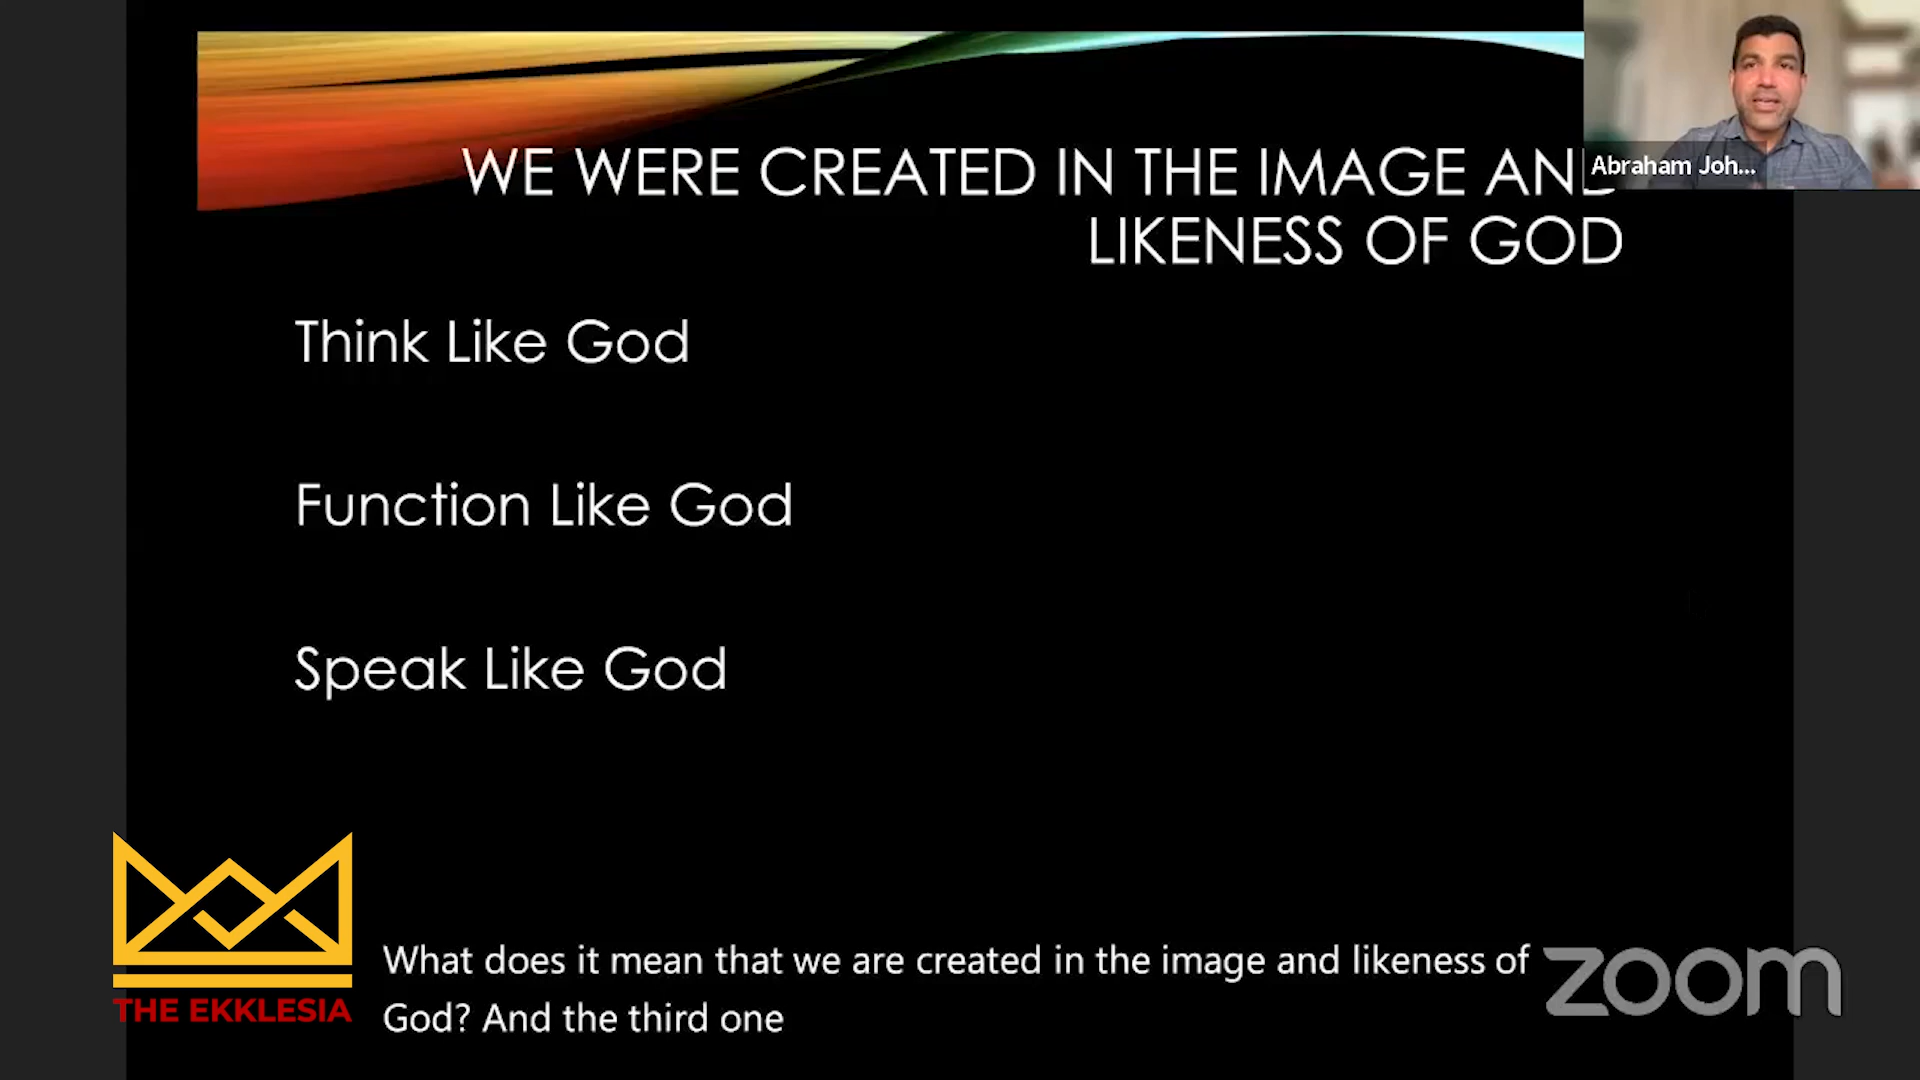 WE WERE CREATED IN THE IMAGE AND
LIKENESS OF GOD
Abraham Joh...
Think Like God
Function Like God
Speak Like God
THE EKKLESIA
What does it mean that we are created in the image and likeness of
God? And the third one
zoom